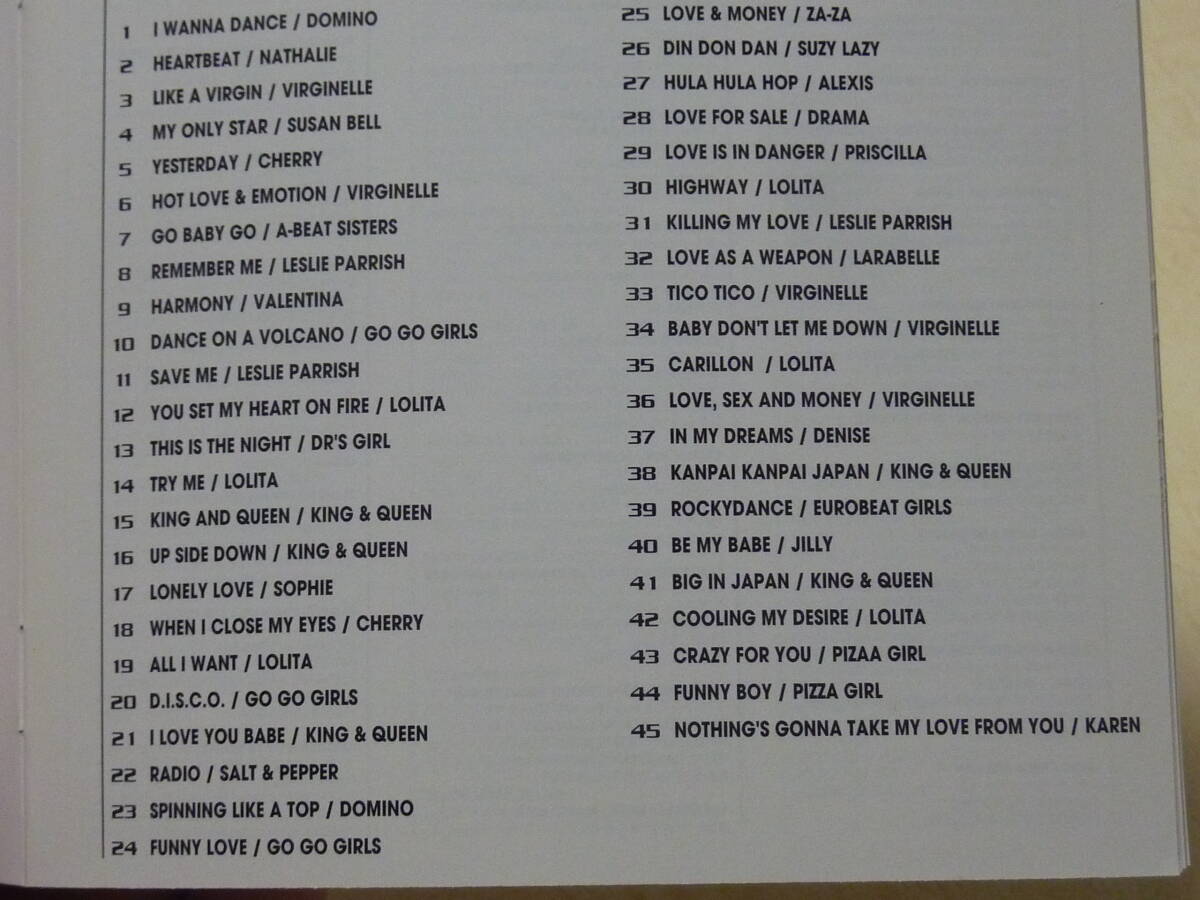 1 I WANNA DANCE / DOMINO
2 HEARTBEAT / NATHALIE
3 LIKE A VIRGIN / VIRGINELLE
4 MY ONLY STAR / SUSAN BELL
5 YESTERDAY / CHERRY
6 HOT LOVE & EMOTION / VIRGINELLE
7 GO BABY GO / A-BEAT SISTERS
8 REMEMBER ME / LESLIE PARRISH
9 HARMONY / VALENTINA
10 DANCE ON A VOLCANO / GO GO GIRLS
11 SAVE ME / LESLIE PARRISH
12 YOU SET MY HEART ON FIRE / LOLITA
13 THIS IS THE NIGHT / DR'S GIRL
14 TRY ME / LOLITA
15 KING AND QUEEN / KING & QUEEN
16 UP SIDE DOWN / KING & QUEEN
17 LONELY LOVE / SOPHIE
18 WHEN I CLOSE MY EYES / CHERRY
19 ALL I WANT / LOLITA
20 D.I.S.C.O. / GO GO GIRLS
21 I LOVE YOU BABE / KING & QUEEN
22 RADIO / SALT & PEPPER
23 SPINNING LIKE A TOP / DOMINO
24 FUNNY LOVE / GO GO GIRLS
25 LOVE & MONEY / ZA-ZA
26 DIN DON DAN / SUZY LAZY
27 HULA HULA HOP / ALEXIS
28 LOVE FOR SALE / DRAMA
29 LOVE IS IN DANGER / PRISCILLA
30 HIGHWAY / LOLITA
31 KILLING MY LOVE / LESLIE PARRISH
32 LOVE AS A WEAPON / LARABELLE
33 TICO TICO / VIRGINELLE
34 BABY DON'T LET ME DOWN / VIRGINELLE
35 CARILLON / LOLITA
36 LOVE, SEX AND MONEY / VIRGINELLE
37 IN MY DREAMS / DENISE
38 KANPAI KANPAI JAPAN / KING & QUEEN
39 ROCKYDANCE / EUROBEAT GIRLS
40 BE MY BABE / JILLY
41 BIG IN JAPAN / KING & QUEEN
42 COOLING MY DESIRE / LOLITA
43 CRAZY FOR YOU / PIZAA GIRL
44 FUNNY BOY / PIZZA GIRL
45 NOTHING'S GONNA TAKE MY LOVE FROM YOU / KAREN